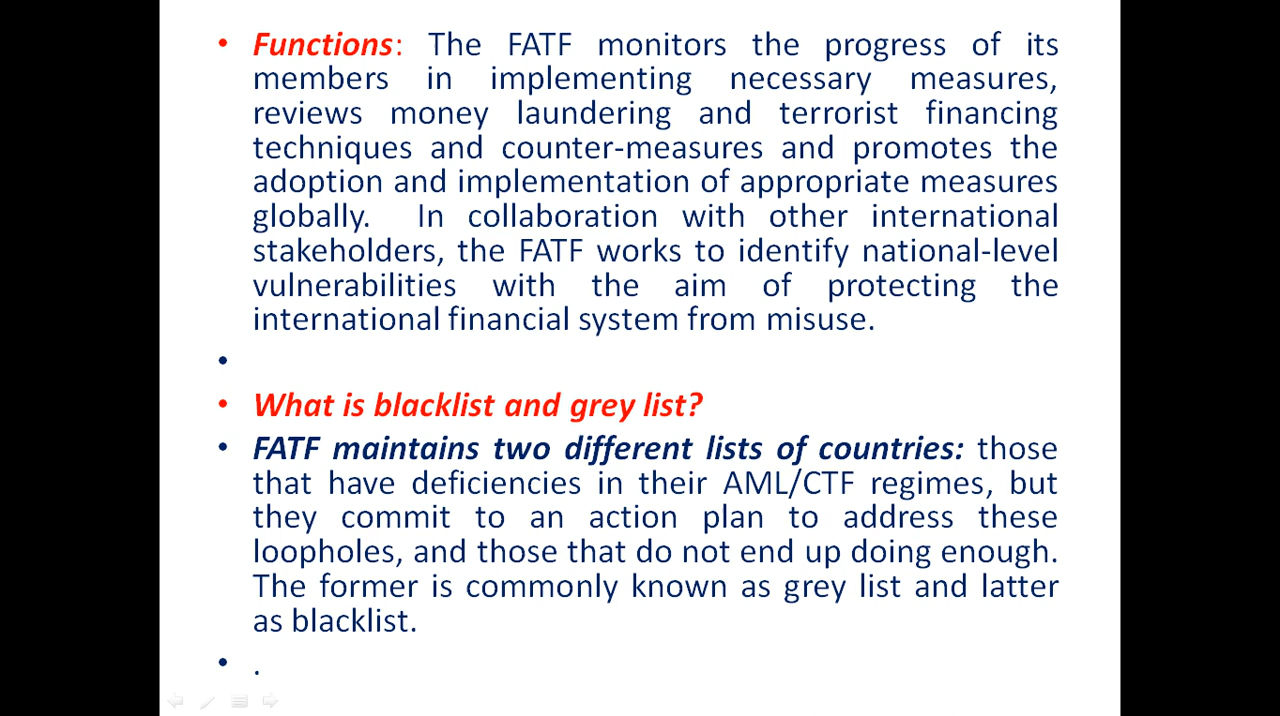 • Functions: The FATF monitors the progress of its
members in implementing necessary measures,
reviews money laundering and terrorist financing
techniques and counter-measures and promotes the
adoption and implementation of appropriate measures
globally. In collaboration with other international
stakeholders, the FATF works to identify national-level
vulnerabilities with the aim of protecting the
international financial system from misuse.
•
• What is blacklist and grey list?
• FATF maintains two different lists of countries: those
that have deficiencies in their AML/CTF regimes, but
they commit to an action plan to address these
loopholes, and those that do not end up doing enough.
The former is commonly known as grey list and latter
as blacklist.
• .